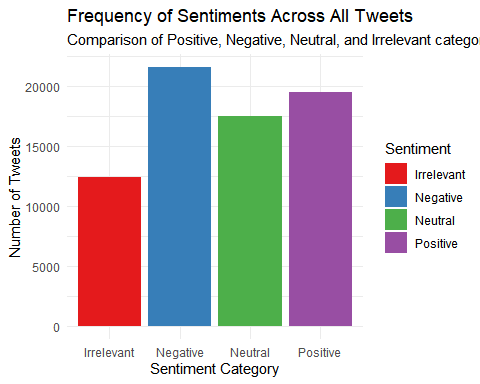 Frequency of Sentiments Across All Tweets
Comparison of Positive, Negative, Neutral, and Irrelevant categor
Number of Tweets
20000
15000
10000
5000
0
Irrelevant
Negative
Neutral
Positive
Sentiment Category
Sentiment
Irrelevant
Negative
Neutral
Positive